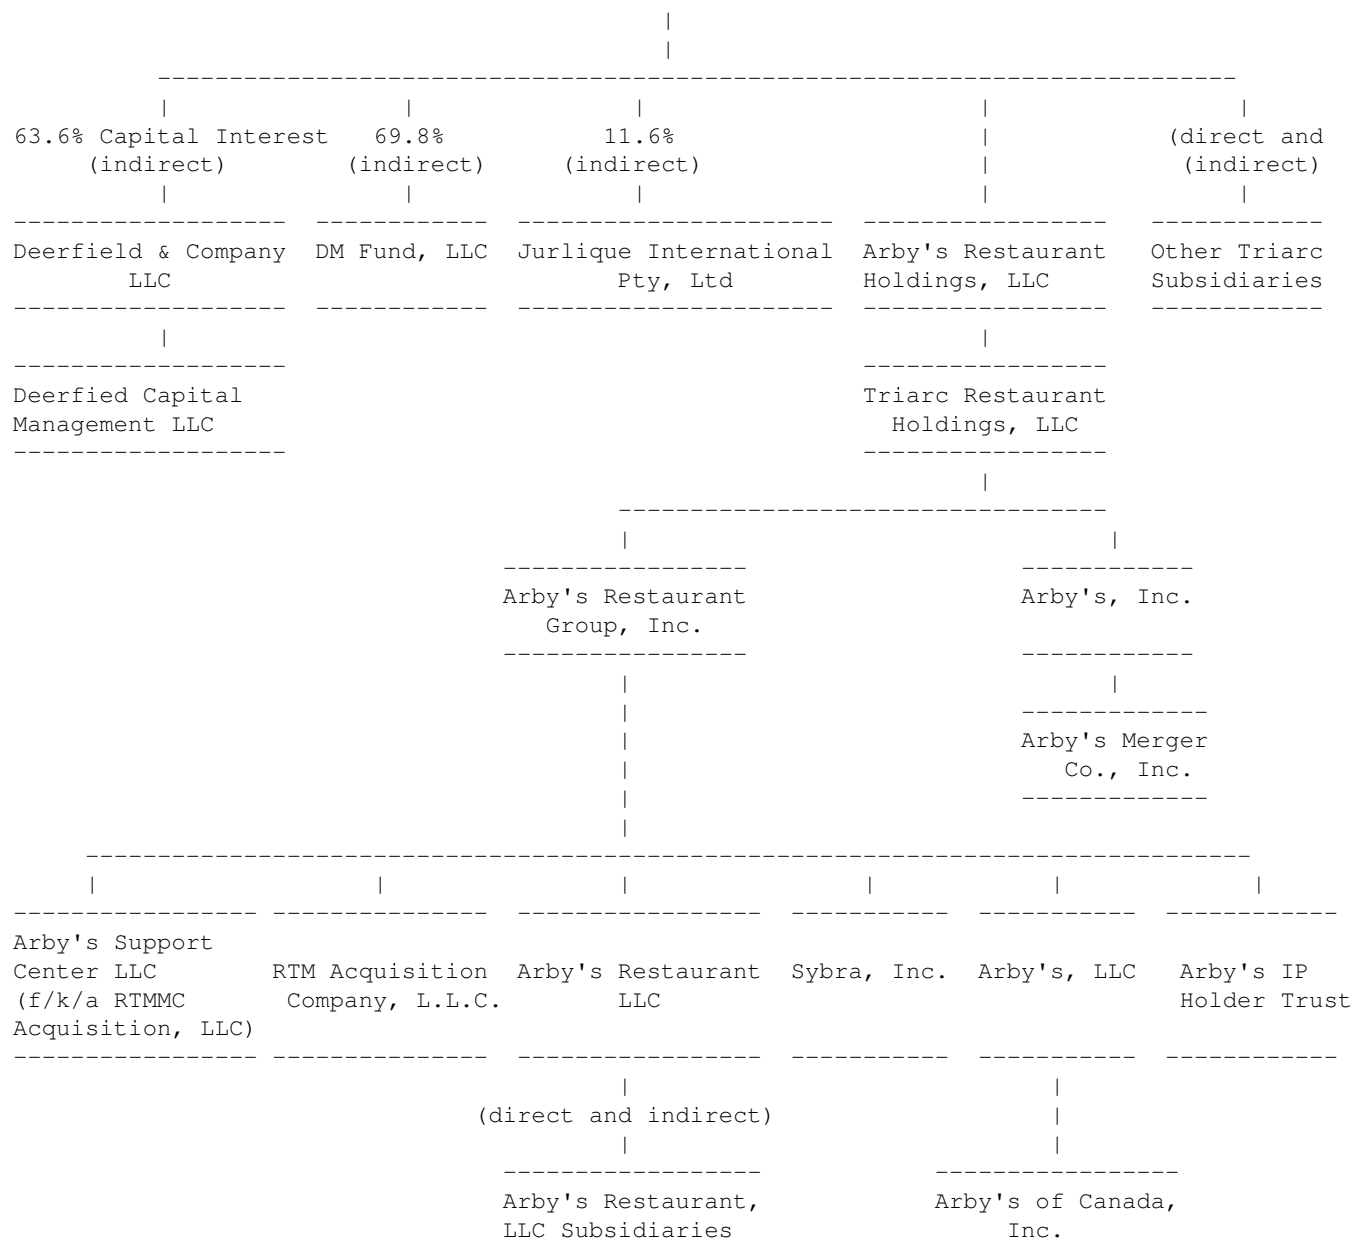 63.6% Capital Interest 69.8% 11.6% (direct and
(indirect) (indirect) (indirect) (indirect)
Deerfield & Company DM Fund, LLC Jurlique International Arby's Restaurant Other Triarc
LLC Pty, Ltd Holdings, LLC Subsidiaries
Deerfied Capital Triarc Restaurant
Management LLC Holdings, LLC
Arby's Restaurant Arby's, Inc.
Group, Inc.
Arby's Merger
Co., Inc.
Arby's Support
Center LLC RTM Acquisition Arby's Restaurant Sybra, Inc. Arby's, LLC Arby's IP
(f/k/a RTMMC Company, L.L.C. LLC Holder Trust
Acquisition, LLC)
(direct and indirect)
Arby's Restaurant, Arby's of Canada,
LLC Subsidiaries Inc.